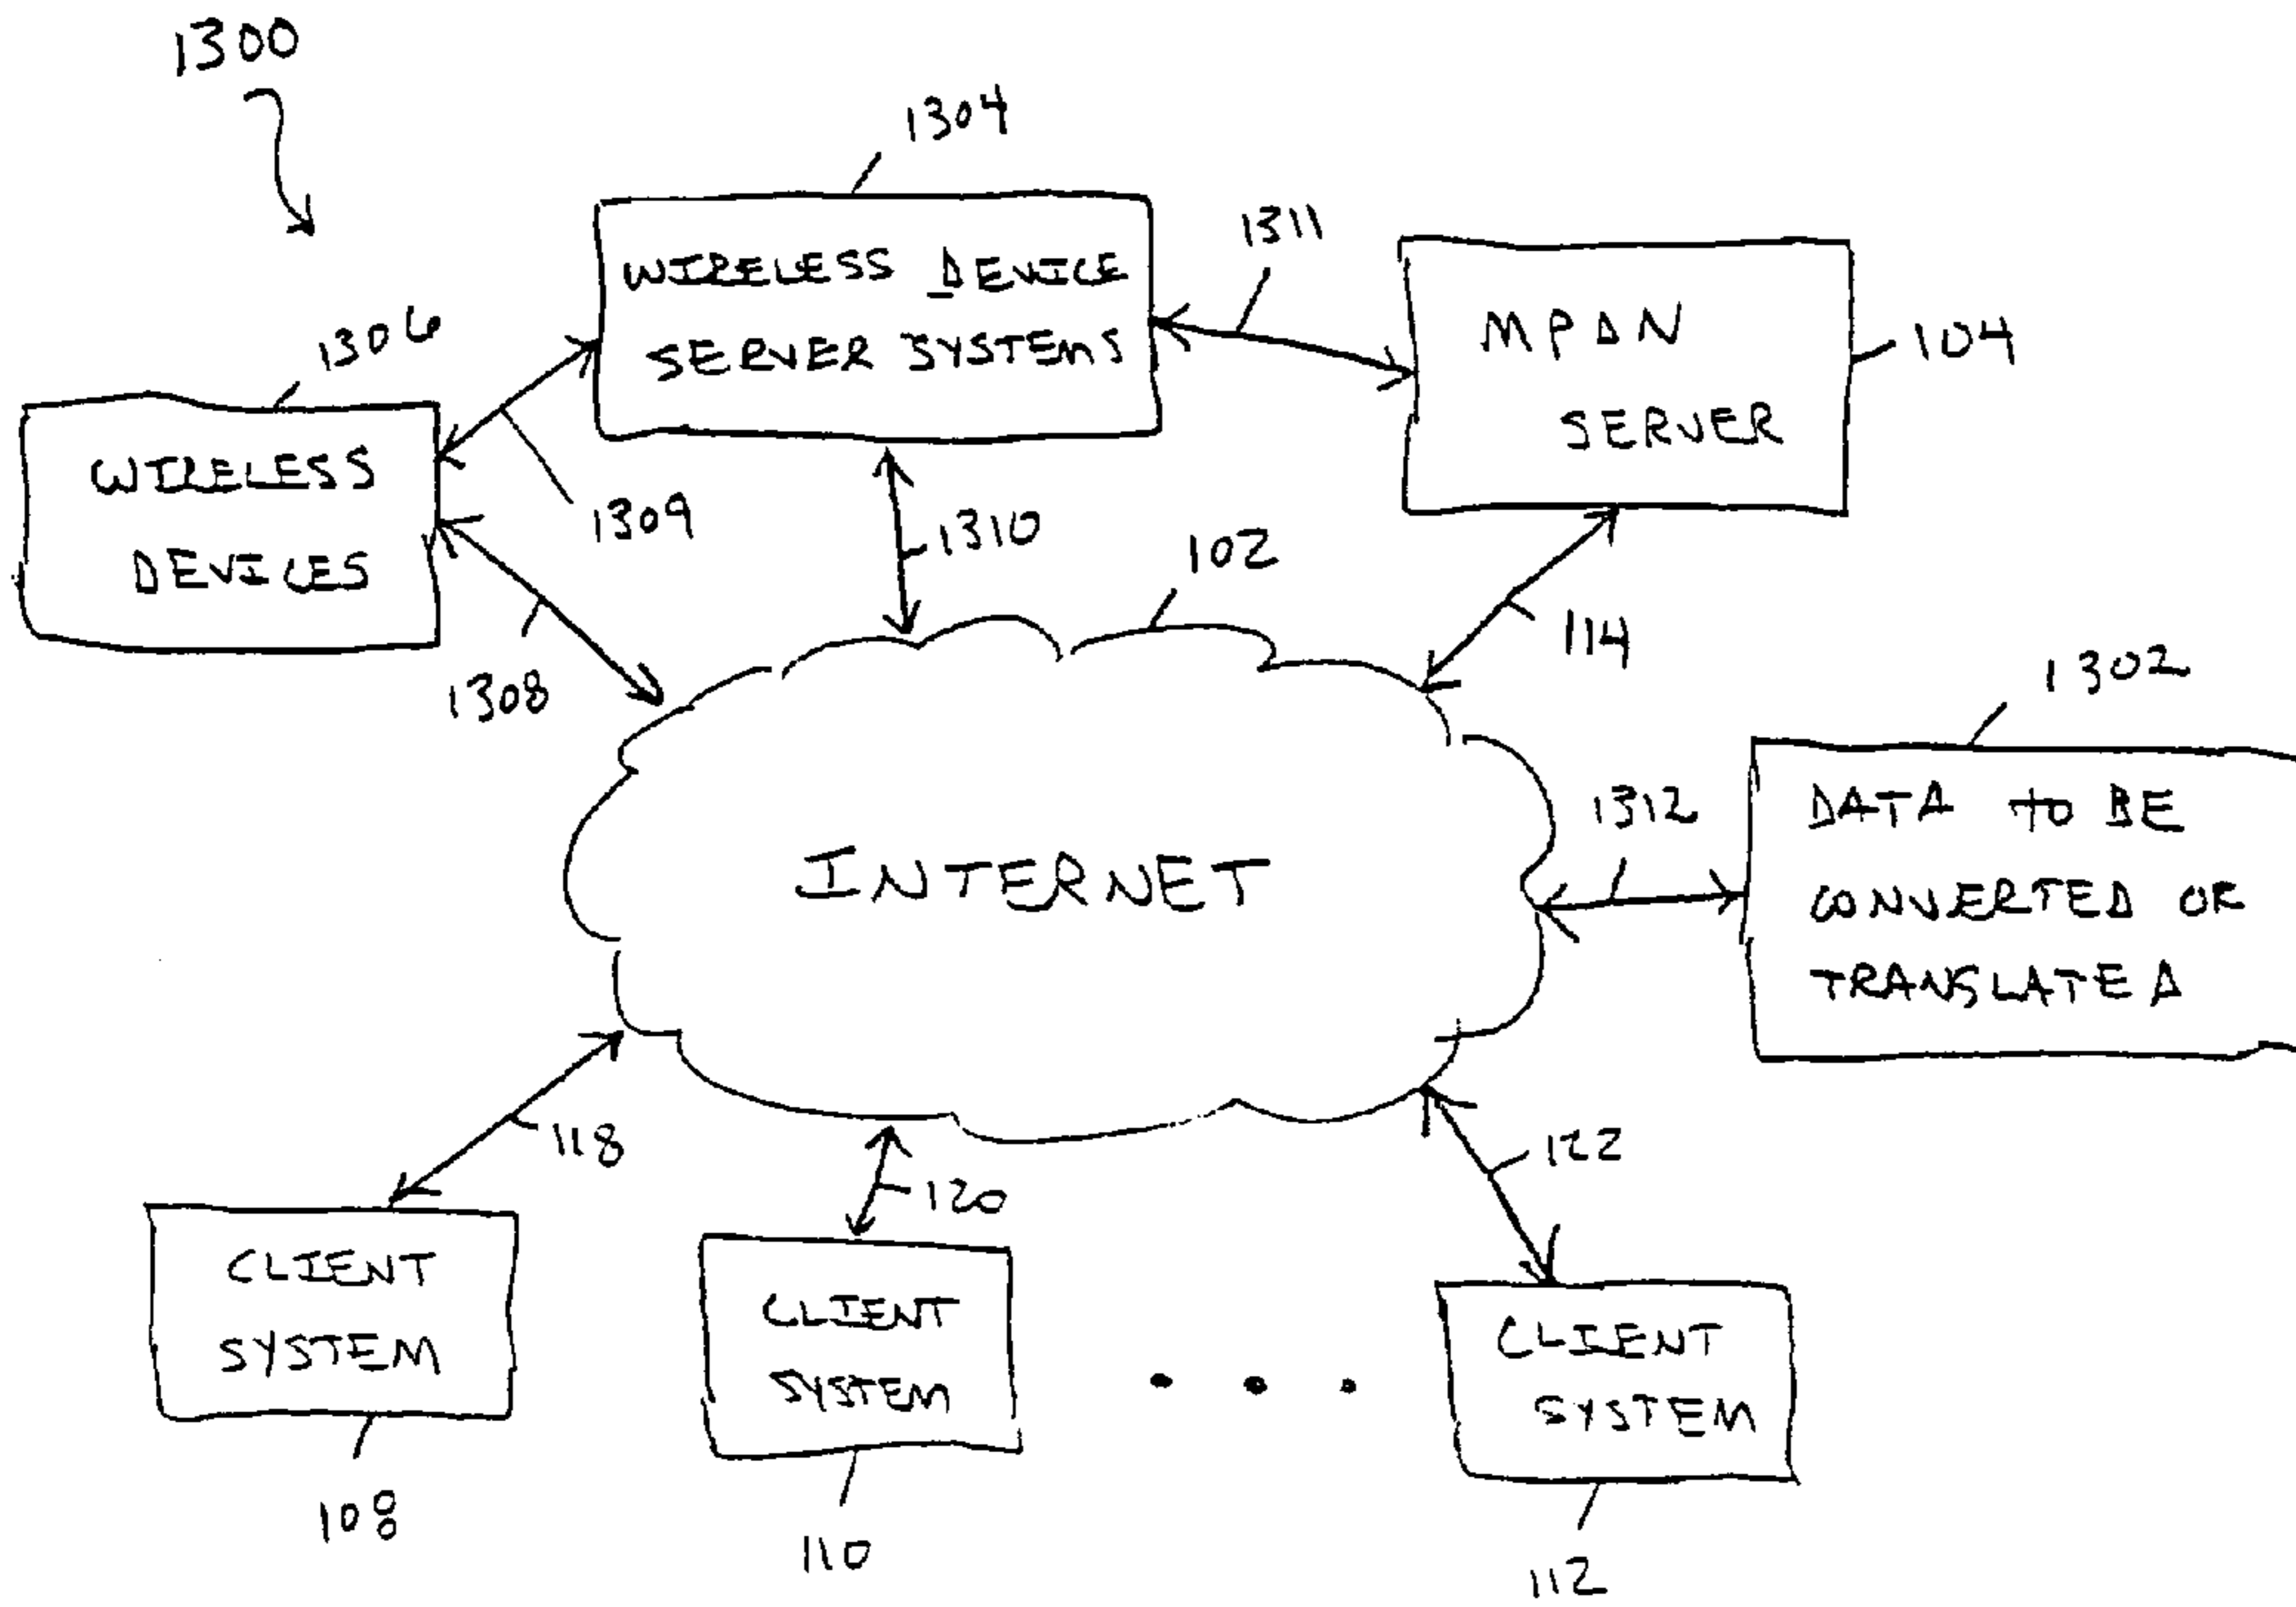 1300
1304
WIRELESS DEVICE
SERVER SYSTEMS
1311
MPDN
SERVER
104
1306
WIRELESS
DEVICES
1309
1310
102
114
1308
1302
INTERNET
1312
DATA TO BE
CONVERTED OR
TRANSLATED
118
120
122
CLIENT
SYSTEM
CLIENT
SYSTEM
CLIENT
SYSTEM
108
110
112